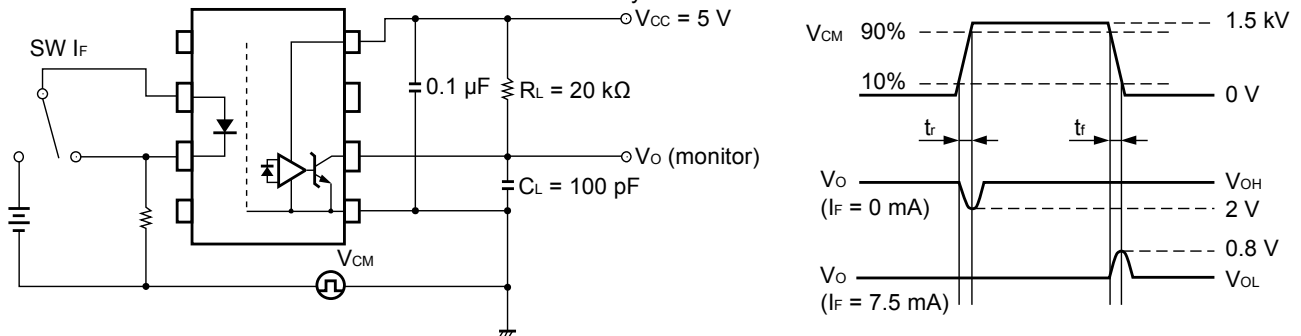 VCC = 5 V
SW IF
0.1 µF
RL = 20 kΩ
VO (monitor)
CL = 100 pF
VCM
VCM 90%
1.5 kV
10%
0 V
tr
tf
VO
(IF = 0 mA)
VOH
2 V
0.8 V
VO
(IF = 7.5 mA)
VOL